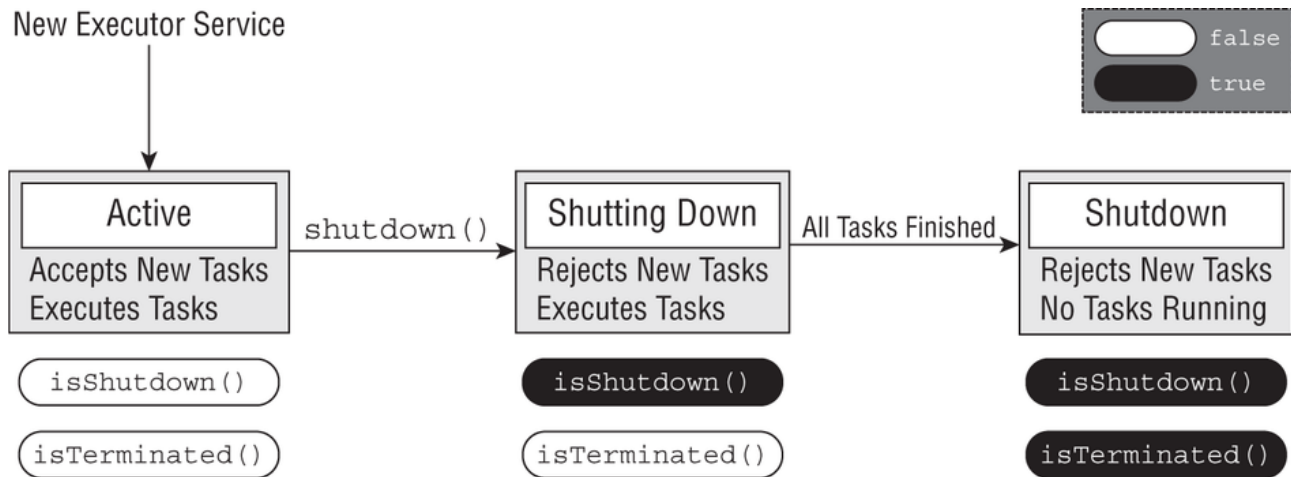 New Executor Service
false
true
Active
shutdown()
Shutting Down
All Tasks Finished
Shutdown
Accepts New Tasks
Executes Tasks
Rejects New Tasks
Executes Tasks
Rejects New Tasks
No Tasks Running
isShutdown()
isShutdown()
isShutdown()
isTerminated()
isTerminated()
isTerminated()